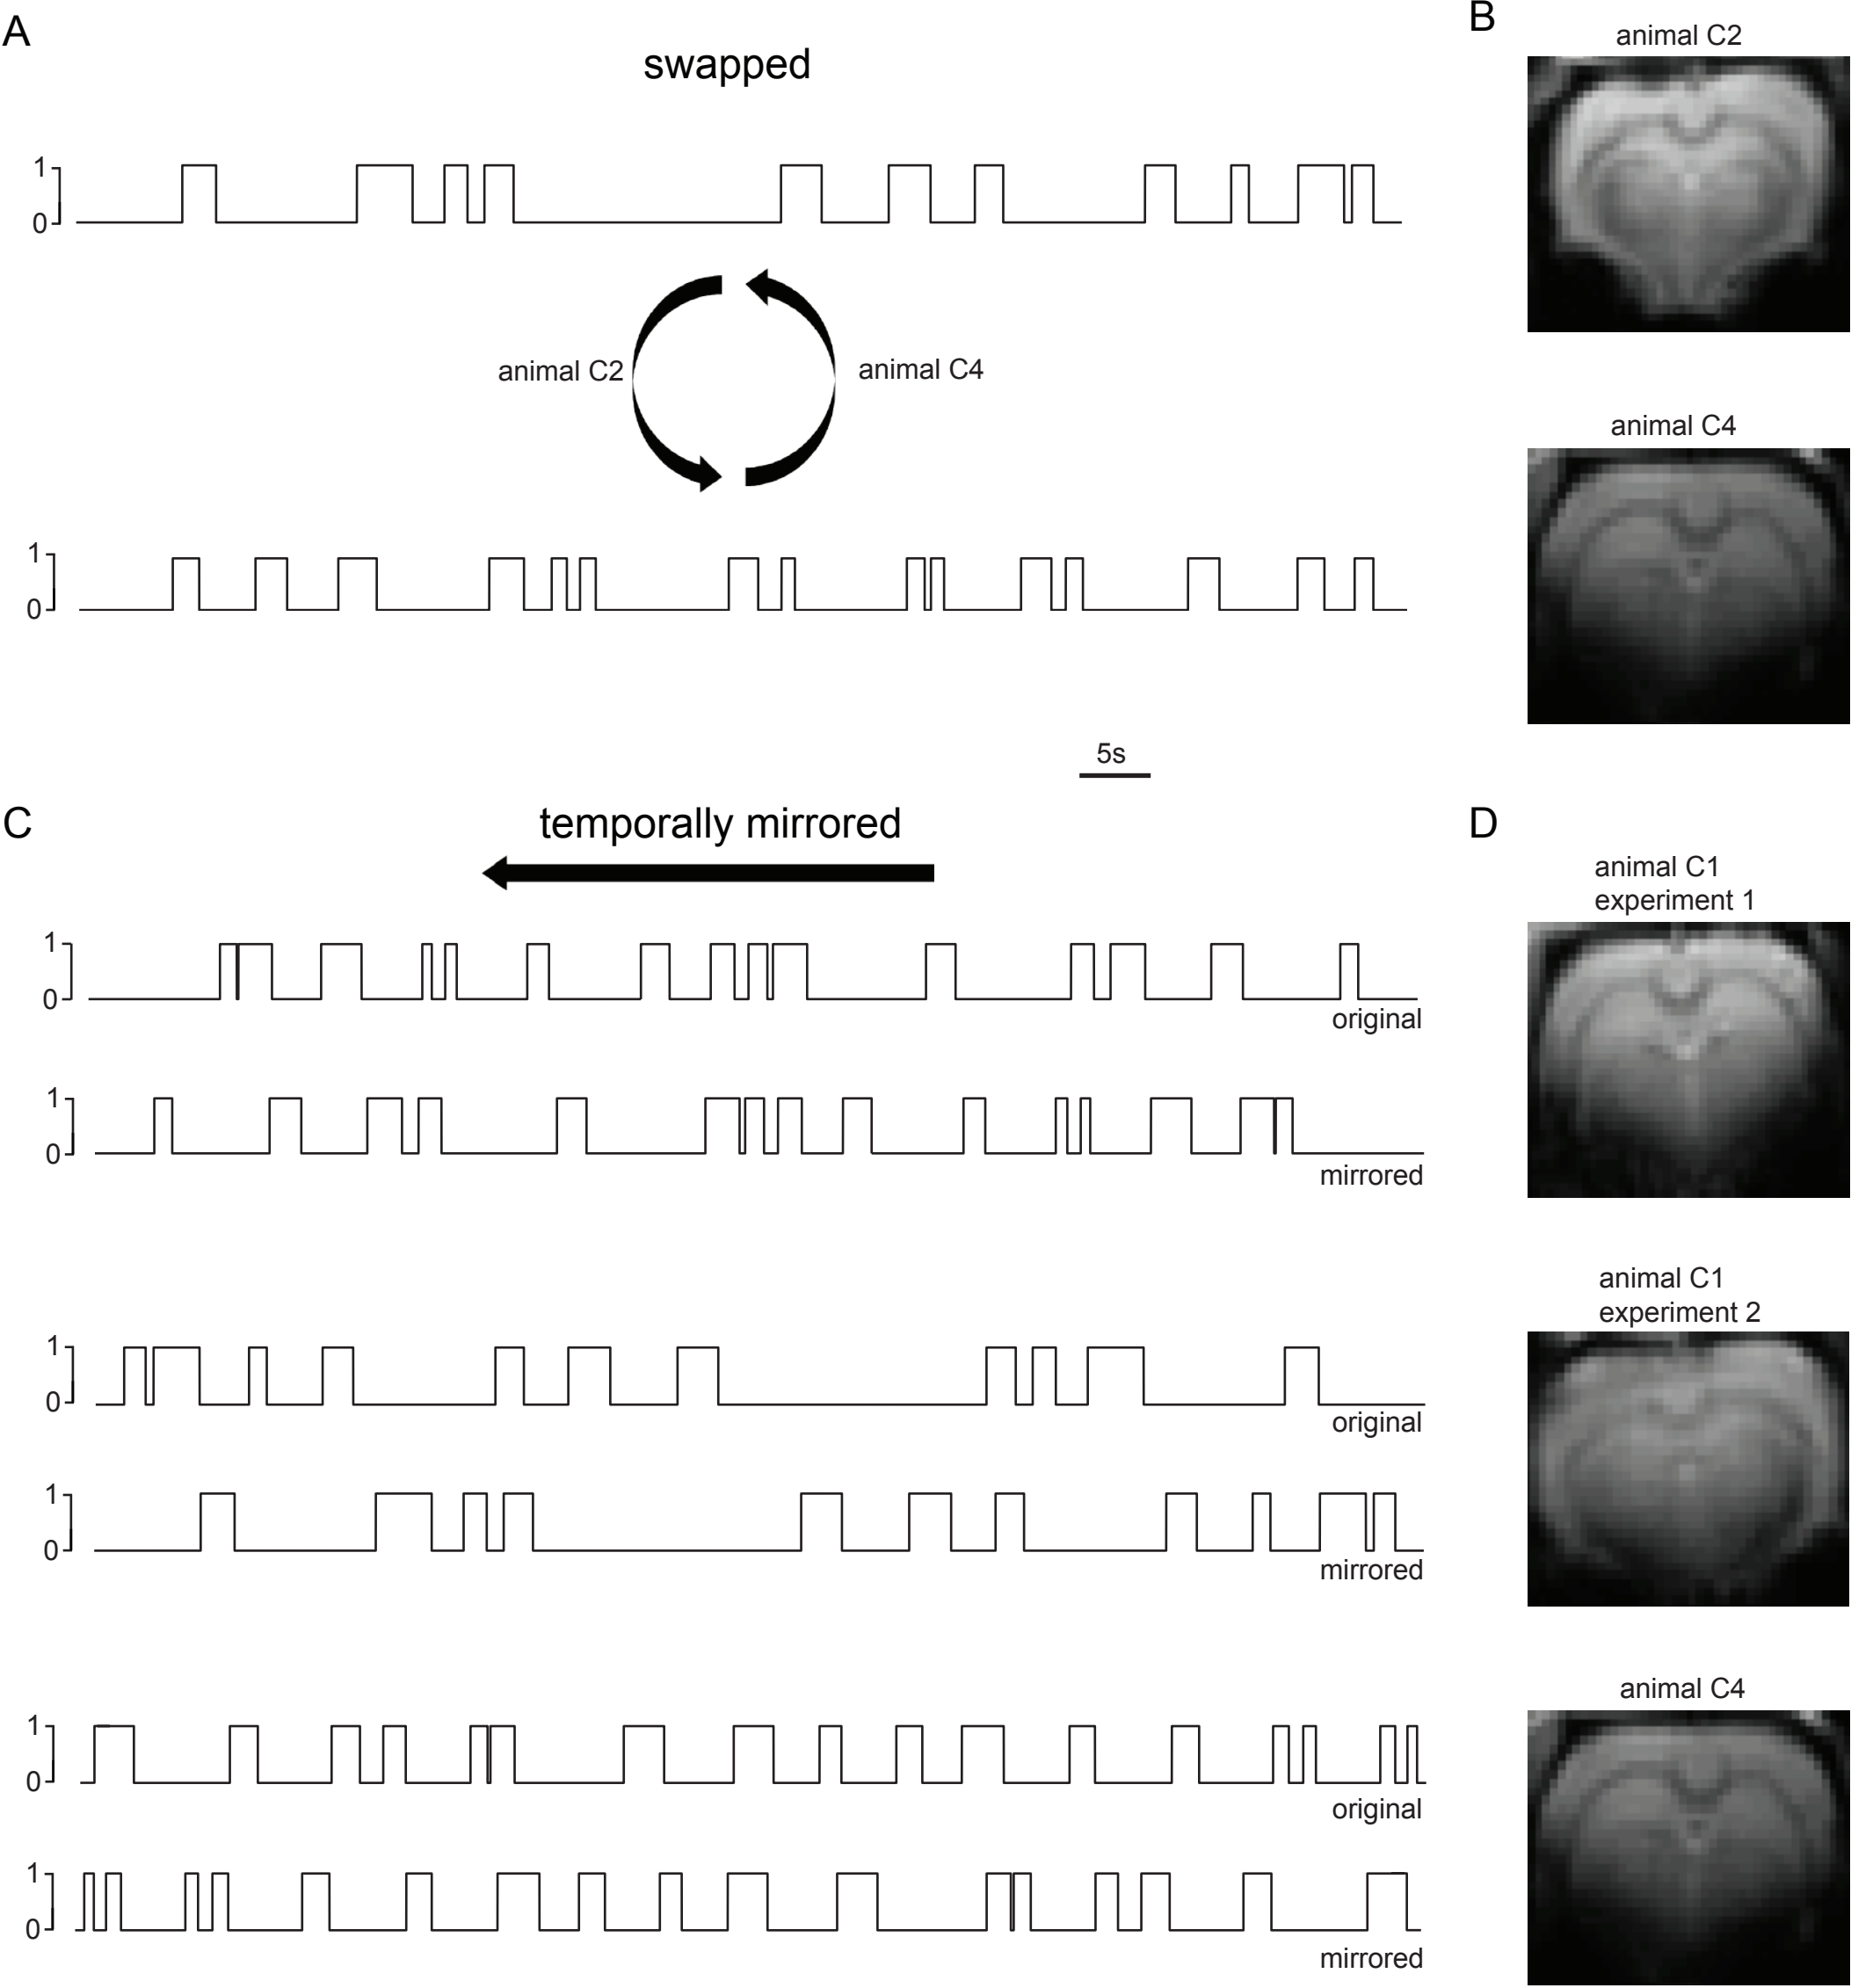 A
B
swapped
animal C2
1
0
animal C2
animal C4
animal C4
1
0
5s
C
temporally mirrored
D
animal C1
experiment 1
1
0
original
1
0
mirrored
animal C1
experiment 2
1
0
original
1
0
mirrored
animal C4
1
0
original
1
0
mirrored